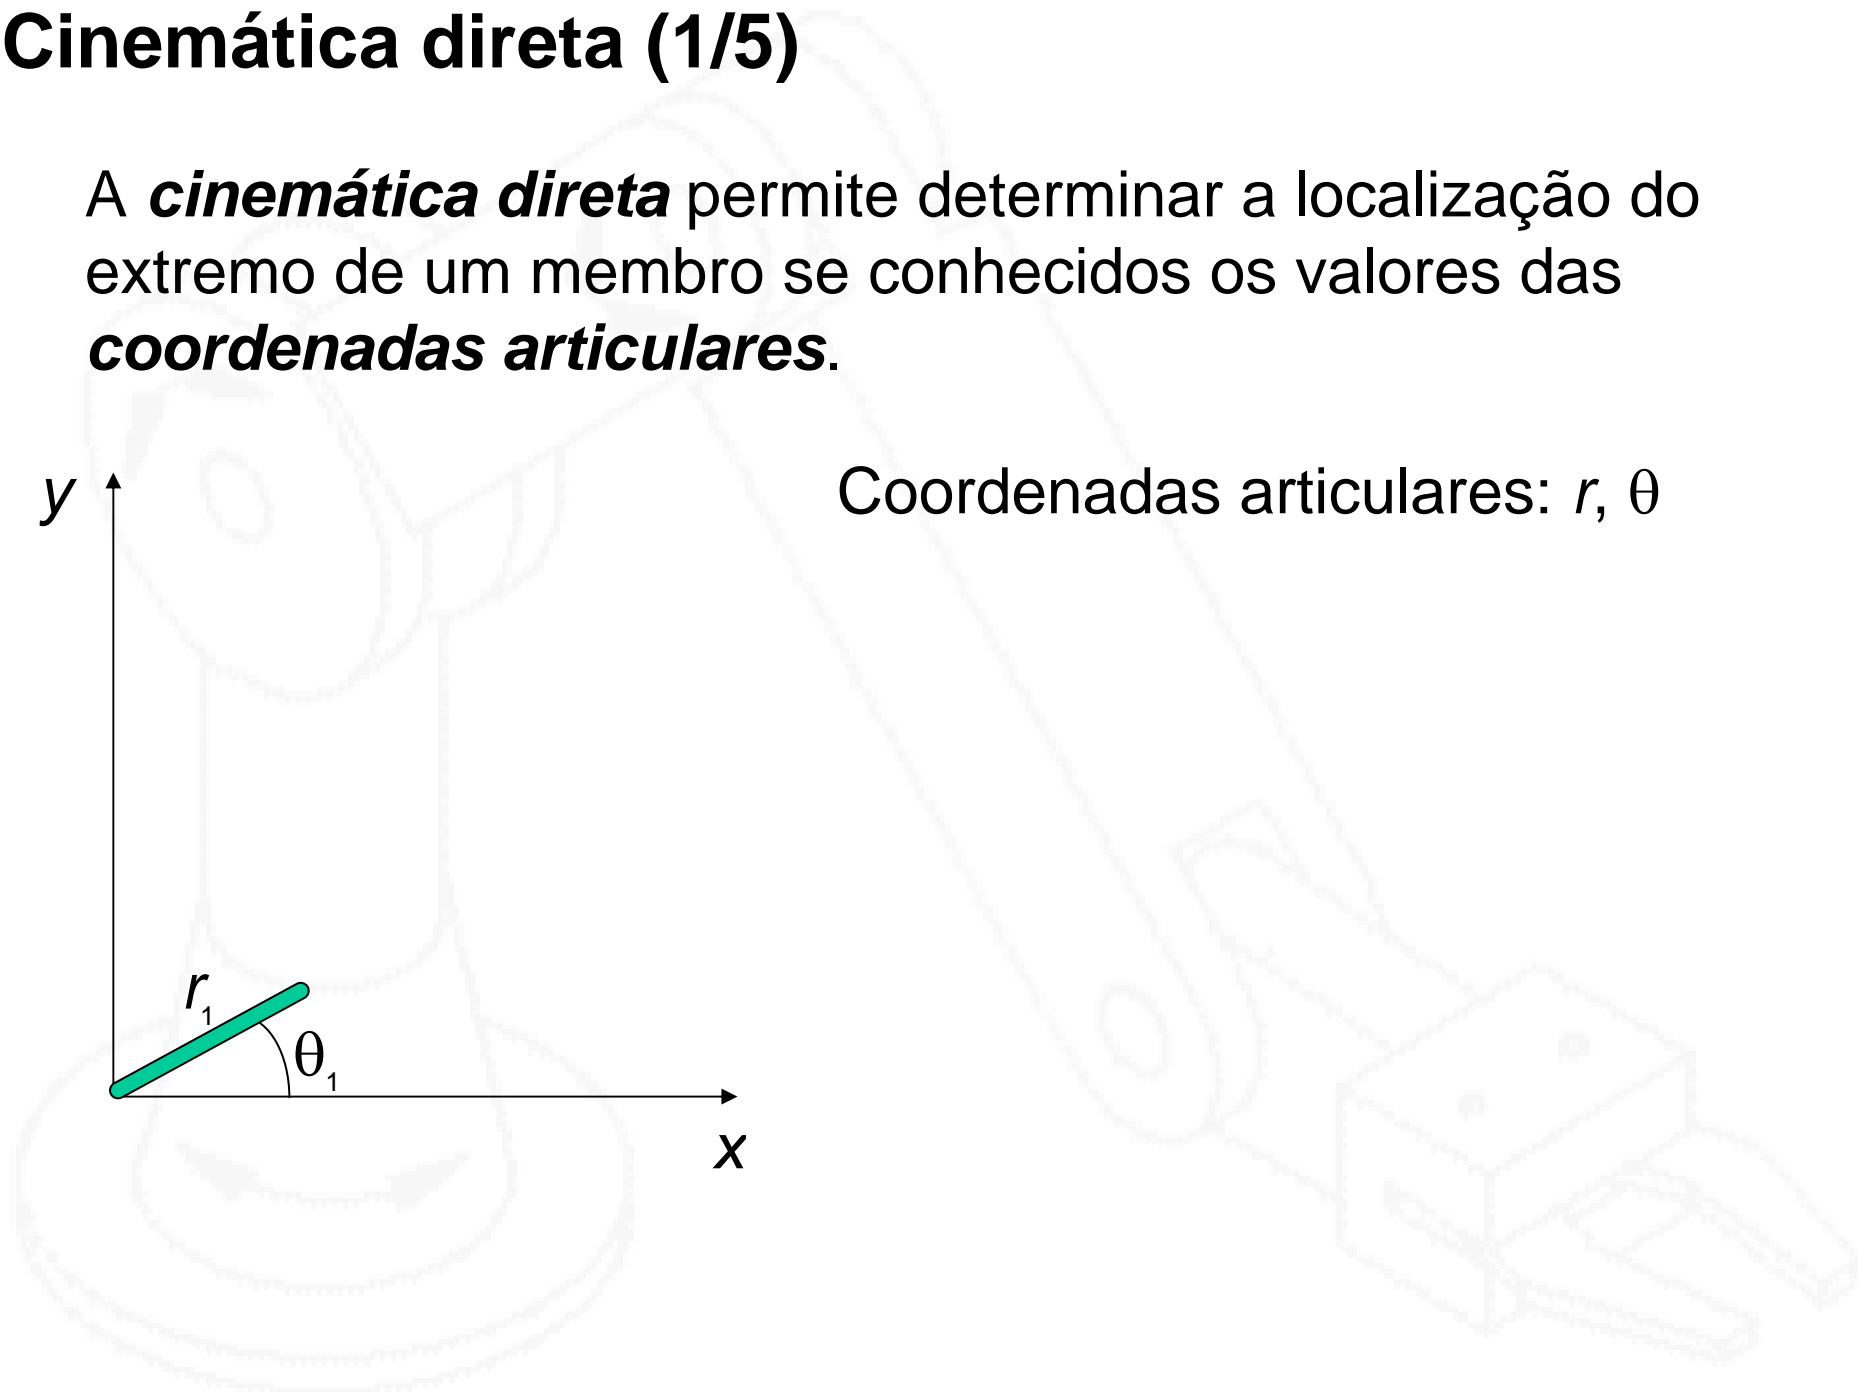 Cinemática direta (1/5)
A cinemática direta permite determinar a localização do
extremo de um membro se conhecidos os valores das
coordenadas articulares.
y
Coordenadas articulares: r, θ
r1
θ1
x